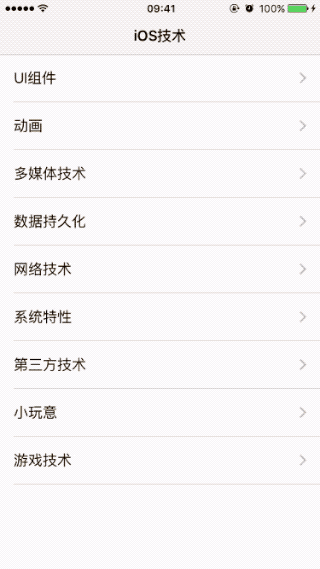 09:41 100%
iOS技术
UI组件
动画
多媒体技术
数据持久化
网络技术
系统特性
第三方技术
小玩意
游戏技术